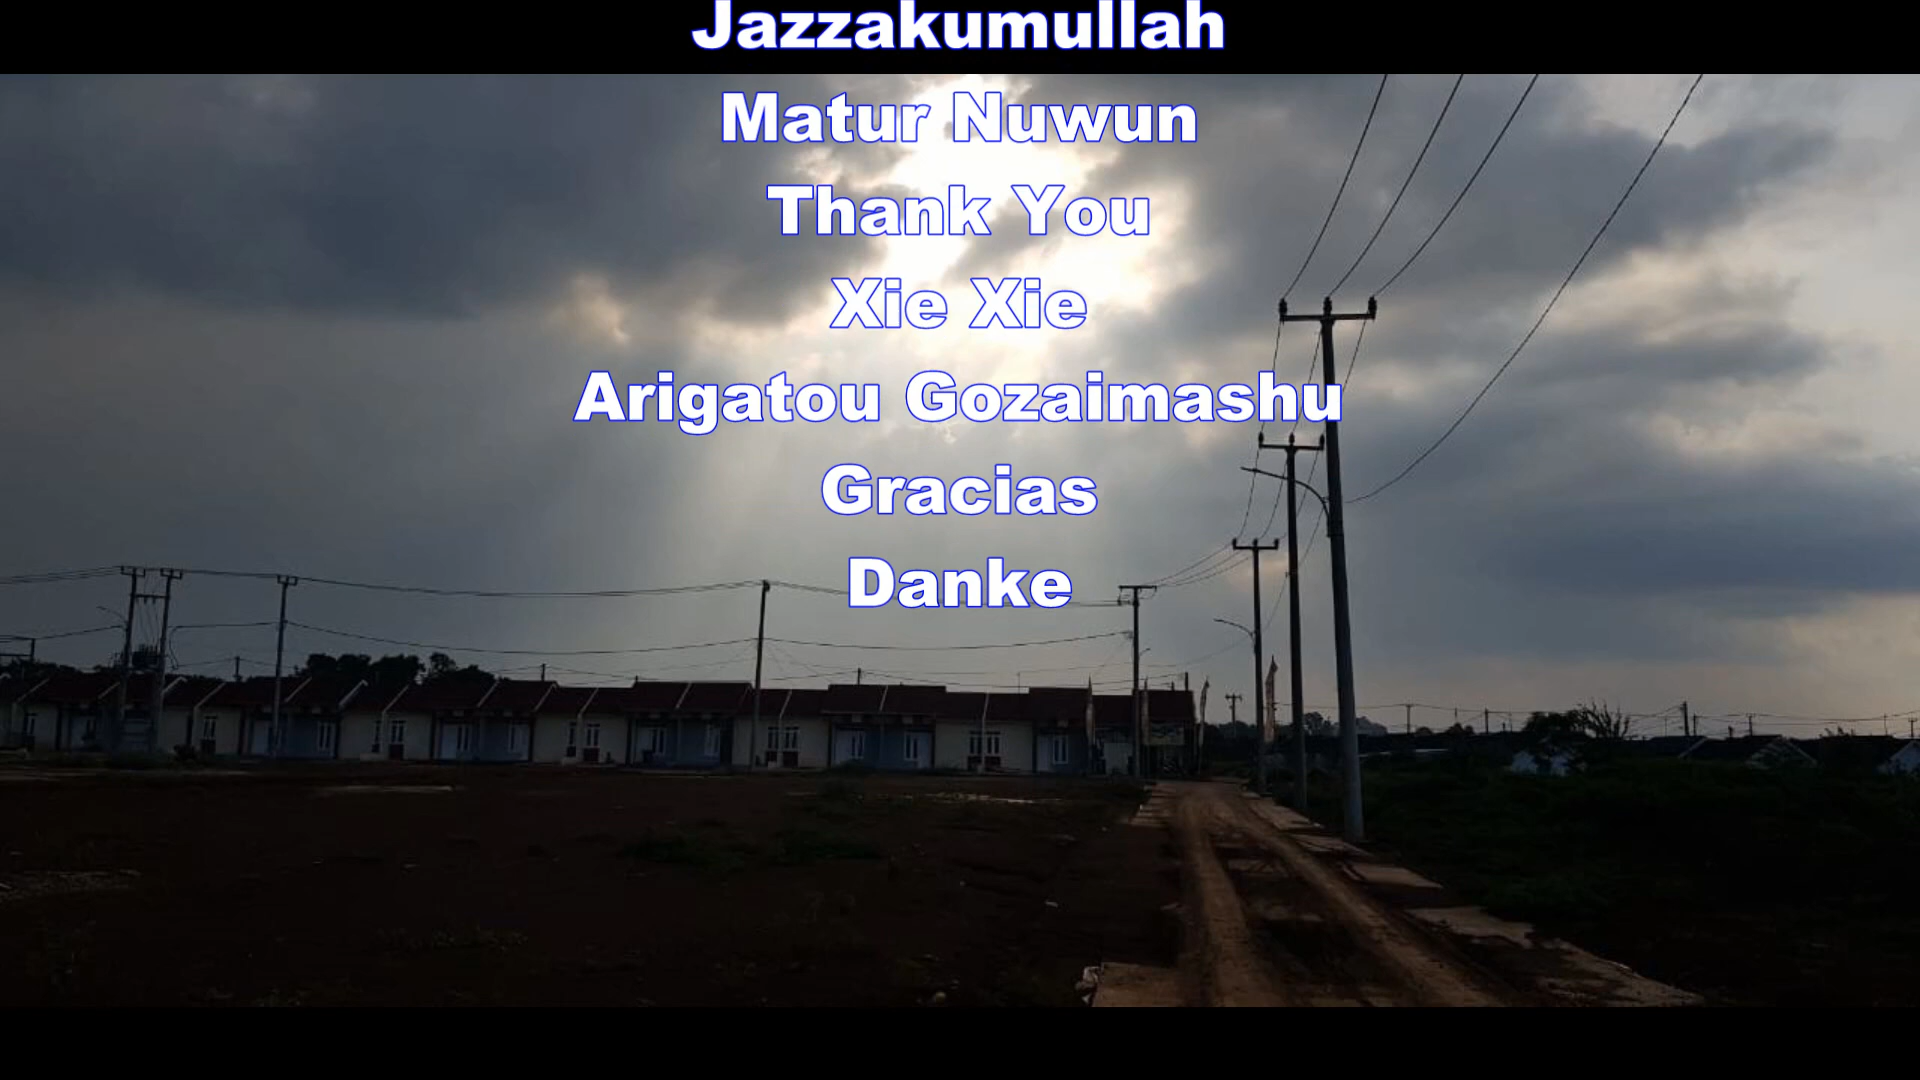 Jazzakumullah
Matur Nuwun
Thank You
Xie Xie
Arigatou Gozaimashu
Gracias
Danke